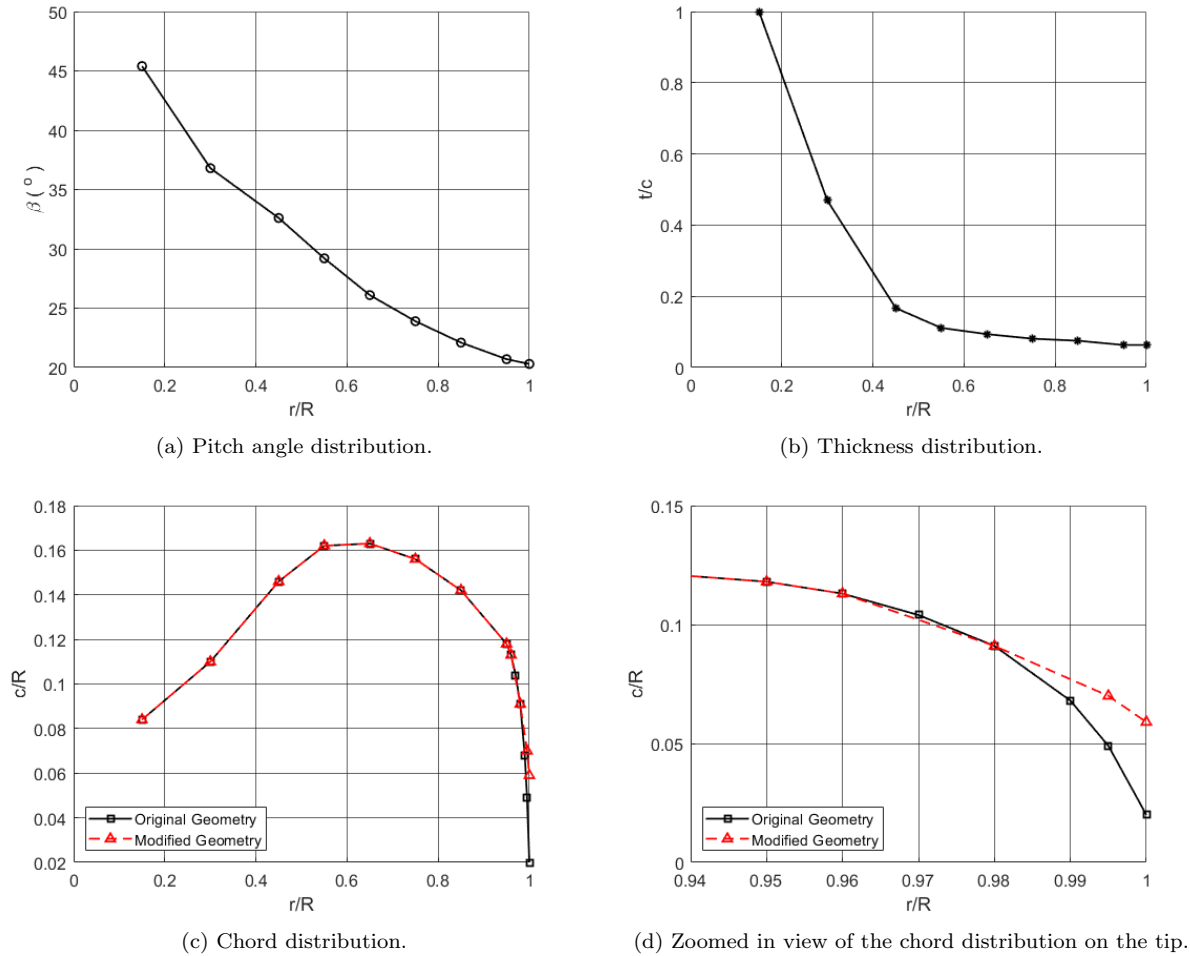 50
45
40
35
30
25
20
β ( º )
0 0.2 0.4 0.6 0.8 1
r/R
(a) Pitch angle distribution.
1
0.8
0.6
0.4
0.2
0
t/c
0 0.2 0.4 0.6 0.8 1
r/R
(b) Thickness distribution.
0.18
0.16
0.14
0.12
0.1
0.08
0.06
0.04
0.02
c/R
Original Geometry
Modified Geometry
0 0.2 0.4 0.6 0.8 1
r/R
(c) Chord distribution.
0.15
0.1
0.05
0
c/R
Original Geometry
Modified Geometry
0.94 0.95 0.96 0.97 0.98 0.99 1
r/R
(d) Zoomed in view of the chord distribution on the tip.